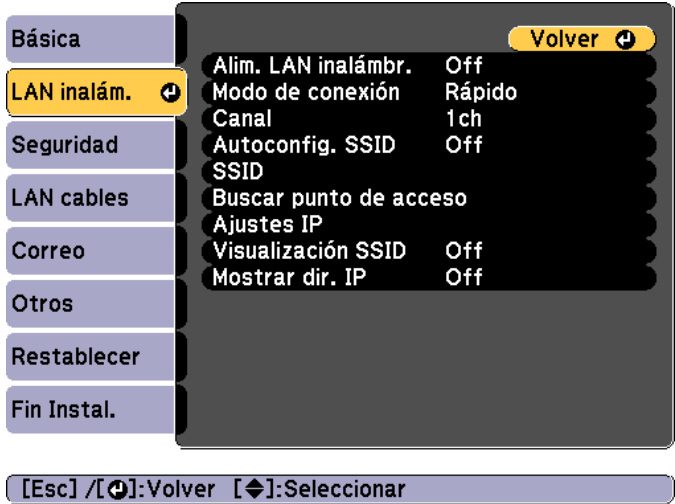 Básica
LAN inalám.
Seguridad
LAN cables
Correo
Otros
Restablecer
Fin Instal.
Volver
Alim. LAN inalámbr. Off
Modo de conexión Rápido
Canal 1ch
Autoconfig. SSID Off
SSID
Buscar punto de acceso
Ajustes IP
Visualización SSID Off
Mostrar dir. IP Off
[Esc] /[⏎]:Volver [◆]:Seleccionar